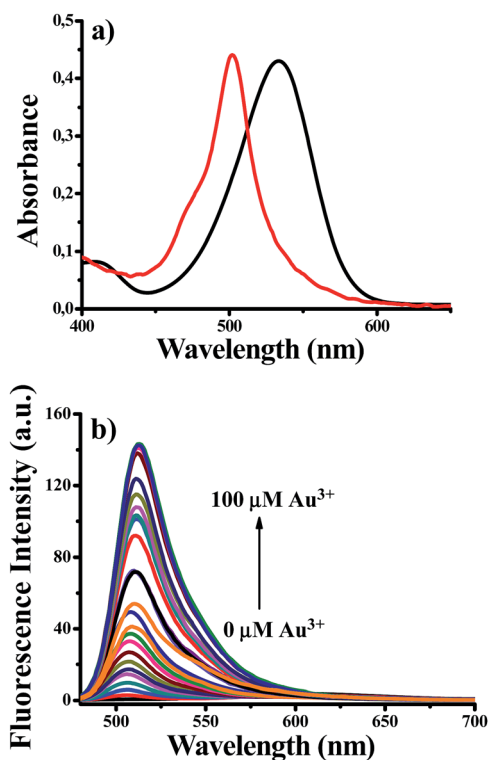 a)
0,5
0,4
0,3
0,2
0,1
0,0
Absorbance
400 500 600
Wavelength (nm)
b)
160
120
80
40
0
Fluorescence Intensity (a.u.)
100 μM Au³⁺
0 μM Au³⁺
500 550 600 650 700
Wavelength (nm)